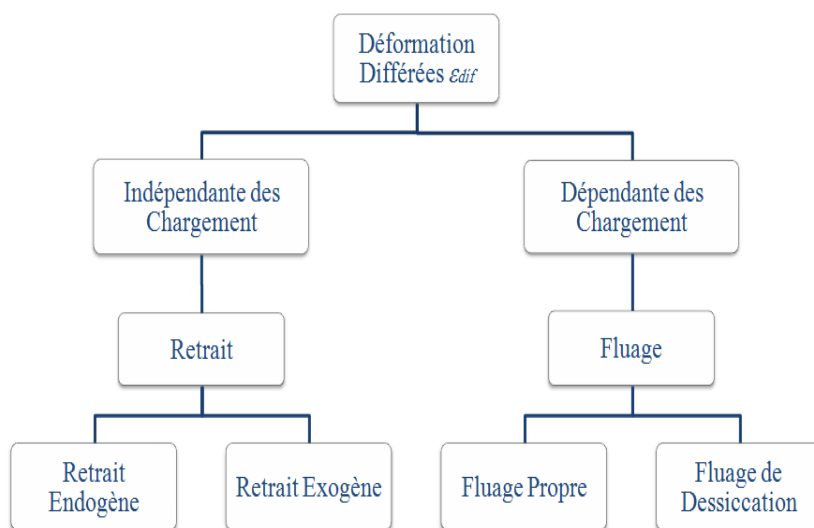 Déformation
Différées εdif
Indépendante des
Chargement
Dépendante des
Chargement
Retrait
Fluage
Retrait
Endogène
Retrait Exogène
Fluage Propre
Fluage de
Dessiccation